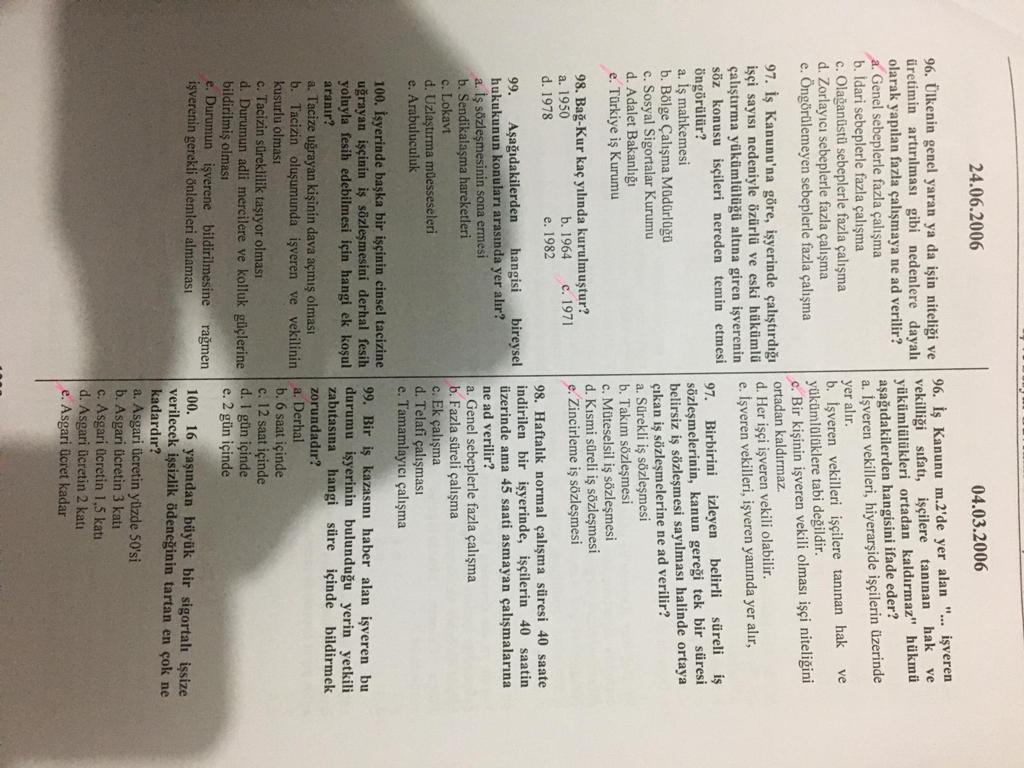 24.06.2006
96. Ülkenin genel yararı ya da işin niteliği ve
üretimin artırılması gibi nedenlere dayalı
olarak yapılan fazla çalışmaya ne ad verilir?
a. Genel sebeplerle fazla çalışma
b. İdari sebeplerle fazla çalışma
c. Olağanüstü sebeplerle fazla çalışma
d. Zorlayıcı sebeplerle fazla çalışma
e. Öngörülemeyen sebeplerle fazla çalışma
97. İş Kanunu'na göre, işyerinde çalıştırdığı
işçi sayısı nedeniyle özürlü ve eski hükümlü
çalıştırma yükümlülüğü altına giren işverenin
söz konusu işçileri nereden temin etmesi
öngörülür?
a. İş mahkemesi
b. Bölge Çalışma Müdürlüğü
c. Sosyal Sigortalar Kurumu
d. Adalet Bakanlığı
e. Türkiye İş Kurumu
98. Bağ-Kur kaç yılında kurulmuştur?
a. 1950 b. 1964 c. 1971
d. 1978 e. 1982
99. Aşağıdakilerden hangisi bireysel
hukukunun konuları arasında yer alır?
a. İş sözleşmesinin sona ermesi
b. Sendikalaşma hareketleri
c. Lokavt
d. Uzlaştırma müesseseleri
e. Arabuluculuk
100. İşyerinde başka bir işçinin cinsel tacizine
uğrayan işçinin iş sözleşmesini derhal fesih
yoluyla fesih edebilmesi için hangi ek koşul
aranır?
a. Tacize uğrayan kişinin dava açmış olması
b. Tacizin oluşumunda işveren ve vekilinin
kusurlu olması
c. Tacizin süreklilik taşıyor olması
d. Durumun adli mercilere ve kolluk güçlerine
bildirilmiş olması
e. Durumun işverene bildirilmesine rağmen
işverenin gerekli önlemleri almaması
04.03.2006
96. İş Kanunu m.2'de yer alan "... işveren
vekilliği sıfatı, işçilere tanınan hak ve
yükümlülükleri ortadan kaldırmaz" hükmü
aşağıdakilerden hangisini ifade eder?
a. İşveren vekilleri, hiyerarşide işçilerin üzerinde
yer alır.
b. İşveren vekilleri işçilere tanınan hak ve
yükümlülüklere tabi değildir.
c. Bir kişinin işveren vekili olması işçi niteliğini
ortadan kaldırmaz.
d. Her işçi işveren vekili olabilir.
e. İşveren vekilleri, işveren yanında yer alır,
97. Birbirini izleyen belirli süreli iş
sözleşmelerinin, kanun gereği tek bir süresi
belirsiz iş sözleşmesi sayılması halinde ortaya
çıkan iş sözleşmelerine ne ad verilir?
a. Sürekli iş sözleşmesi
b. Takım sözleşmesi
c. Müteselsil iş sözleşmesi
d. Kısmi süreli iş sözleşmesi
e. Zincirleme iş sözleşmesi
98. Haftalık normal çalışma süresi 40 saate
indirilen bir işyerinde, işçilerin 40 saatin
üzerinde ama 45 saati aşmayan çalışmalarına
ne ad verilir?
a. Genel sebeplerle fazla çalışma
b. Fazla süreli çalışma
c. Ek çalışma
d. Telafi çalışması
e. Tamamlayıcı çalışma
99. Bir iş kazasını haber alan işveren bu
durumu işyerinin bulunduğu yerin yetkili
zabıtasına hangi süre içinde bildirmek
zorundadır?
a. Derhal
b. 6 saat içinde
c. 12 saat içinde
d. 1 gün içinde
e. 2 gün içinde
100. 16 yaşından büyük bir sigortalı işsize
verilecek işsizlik ödeneğinin tartan en çok ne
kadardır?
a. Asgari ücretin yüzde 50'si
b. Asgari ücretin 3 katı
c. Asgari ücretin 1,5 katı
d. Asgari ücretin 2 katı
e. Asgari ücret kadar